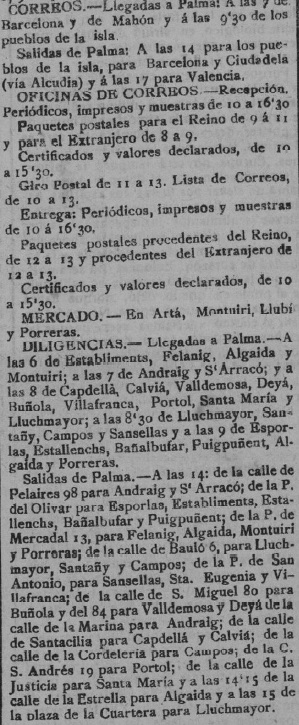 CORREOS.—Llegadas a Palma: A las 7 de
Barcelona y de Mahón y á las 9'30 de los
pueblos de la isla.
Salidas de Palma: A las 14 para los pue-
blos de la isla, para Barcelona y Ciudadela
(vía Alcudia) y á las 17 para Valencia.
OFICINAS DE CORREOS.—Recepción.
Periódicos, impresos y muestras de 10 a 16'30
Paquetes postales para el Reino de 9 á 11
y para el Extranjero de 8 a 9.
Certificados y valores declarados, de 10
a 15'30.
Giro Postal de 11 a 13. Lista de Correos,
de 10 a 13.
Entrega: Periódicos, impresos y muestras
de 10 á 16'30.
Paquetes postales procedentes del Reino,
de 12 a 13 y procedentes del Extranjero de
12 a 13.
Certificados y valores declarados, de 10
a 15'30.
MERCADO.— En Artá, Montuiri, Llubí
y Porreras.
DILIGENCIAS.— Llegadas a Palma.—A
las 6 de Establiments, Felanig, Algaida y
Montuiri; a las 7 de Andraig y S'Arracó; y a
las 8 de Capdellá, Calviá, Valldemosa, Deyá,
Buñola, Villafranca, Portol, Santa María y
Lluchmayor; a las 8'30 de Lluchmayor, San-
tañy, Campos y Sansellas y a las 9 de Espor-
las, Estallenchs, Bañalbufar, Puigpuñent, Al-
gaida y Porreras.
Salidas de Palma.—A las 14: de la calle de
Pelaires 98 para Andraig y S'Arracó; de la P.
del Olivar para Esporlas, Establiments, Esta-
llenchs, Bañalbufar y Puigpuñent; de la P. de
Mercadal 13, para Felanig, Algaida, Montuiri
y Porreras; de la calle de Bauló 6, para Lluch-
mayor, Santañy y Campos; de la P. de San
Antonio, para Sansellas, Sta. Eugenia y Vi-
llafranca; de la calle de S. Miguel 80 para
Buñola y del 84 para Valldemosa y Deyá de la
calle de la Marina para Andraig; de la calle
de Santacilia para Capdellá y Calviá; de la
calle de la Cordelería para Campos; de la C.
S. Andrés 19 para Portol; de la calle de la
Justicia para Santa María y a las 14'15 de la
calle de la Estrella para Algaida y a las 15 de
la plaza de la Cuartera para Lluchmayor.